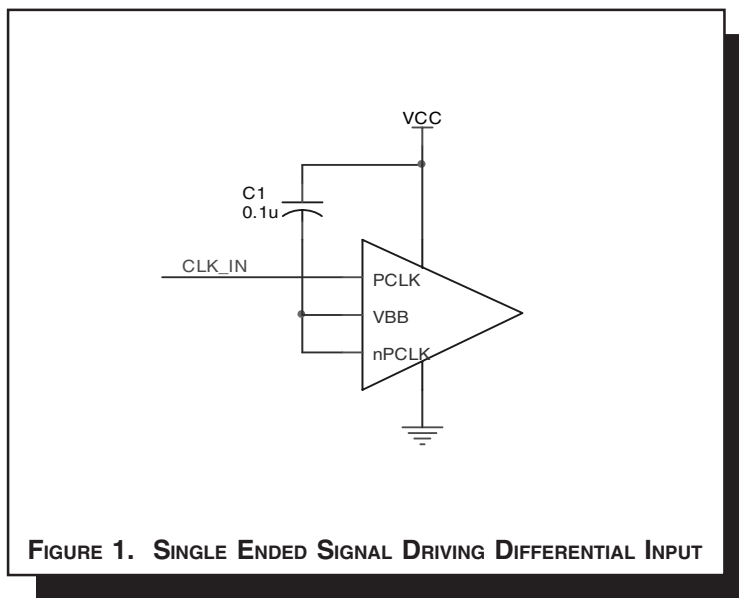 VCC
C1
0.1u
CLK_IN
PCLK
VBB
nPCLK
FIGURE 1. SINGLE ENDED SIGNAL DRIVING DIFFERENTIAL INPUT